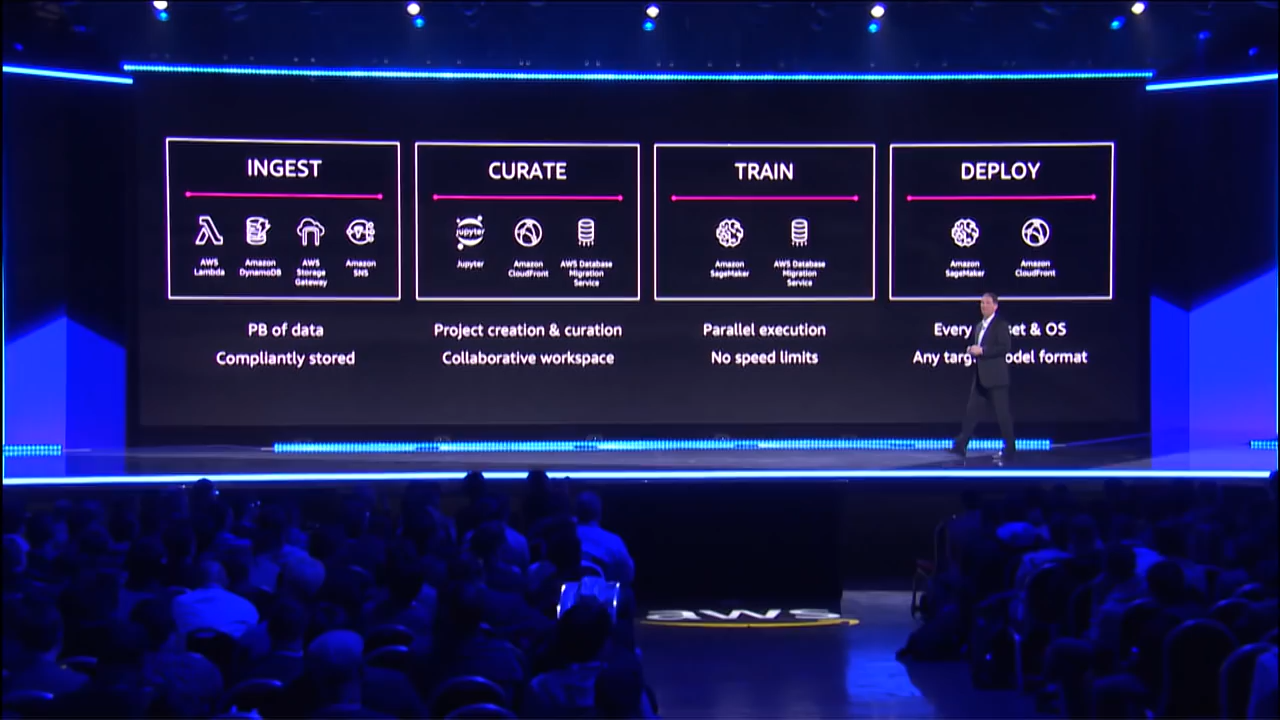 INGEST
AWS
Lambda
Amazon
DynamoDB
AWS
Storage
Gateway
Amazon
SNS
PB of data
Compliantly stored
CURATE
jupyter
Jupyter
Amazon
CloudFront
AWS Database
Migration
Service
Project creation & curation
Collaborative workspace
TRAIN
Amazon
SageMaker
AWS Database
Migration
Service
Parallel execution
No speed limits
DEPLOY
Amazon
SageMaker
Amazon
CloudFront
Every & OS
Any format
aws